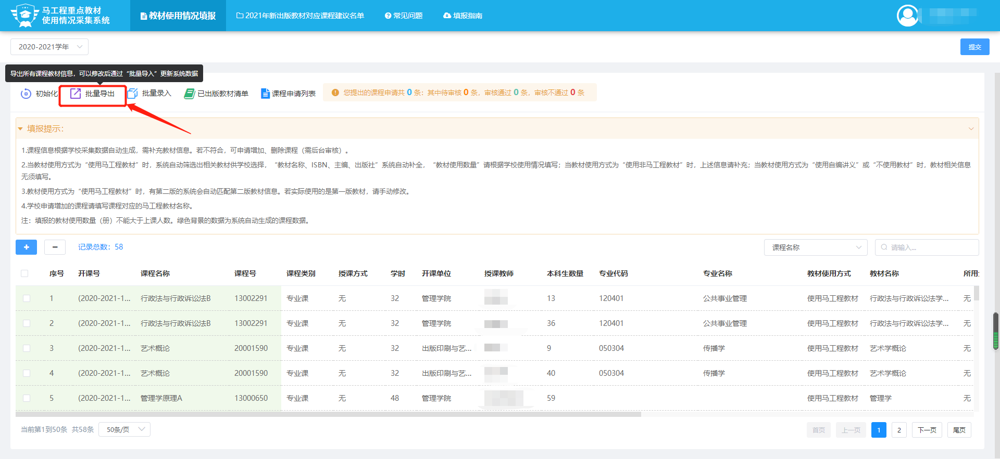 马工程重点教材
使用情况采集系统
教材使用情况填报
2021年新出版教材对应课程建议名单
常见问题
填报指南
2020-2021学年
提交
导出所有课程教材信息，可以修改后通过“批量导入”更新系统数据
初始化
批量导出
批量录入
已出版教材清单
课程申请列表
您提出的课程申请共 0 条：其中待审核 0 条，审核通过 0 条，审核不通过 0 条
填报提示：
1.课程信息根据学校采集数据自动生成，需补充教材信息。若不符合，可申请增加、删除课程（需后台审核）。
2.当教材使用方式为“使用马工程教材”时，系统自动筛选出相关教材供学校选择，“教材名称、ISBN、主编、出版社”系统自动补全，“教材使用数量”请根据学校使用情况填写；当教材使用方式为“使用非马工程教材”时，上述信息请补充；当教材使用方式为“使用自编讲义”或“不使用教材”时，教材相关信息
无须填写。
3.教材使用方式为“使用马工程教材”时，有第二版的系统会自动匹配第二版教材信息。若实际使用的是第一版教材，请手动修改。
4.学校申请增加的课程请填写课程对应的马工程教材名称。
注：填报的教材使用数量（册）不能大于上课人数。绿色背景的数据为系统自动生成的课程数据。
+ − 记录总数：58 课程名称 请输入...
序号 开课号 课程名称 课程号 课程类别 授课方式 学时 开课单位 授课教师 本科生数量 专业代码 专业名称 教材使用方式 教材名称 所用
1 (2020-2021-1... 行政法与行政诉讼法B 13002291 专业课 无 32 管理学院 13 120401 公共事业管理 使用马工程教材 行政法与行政诉讼法学... 无
2 (2020-2021-1... 行政法与行政诉讼法B 13002291 专业课 无 32 管理学院 36 120401 公共事业管理 使用马工程教材 行政法与行政诉讼法学... 无
3 (2020-2021-1... 艺术概论 20001590 专业课 无 32 出版印刷与艺... 9 050304 传播学 使用马工程教材 艺术学概论 无
4 (2020-2021-1... 艺术概论 20001590 专业课 无 32 出版印刷与艺... 40 050304 传播学 使用马工程教材 艺术学概论 无
5 (2020-2021-1... 管理学原理A 13000650 专业课 无 48 管理学院 59 使用马工程教材 管理学 无
当前第1到50条 共58条 50条/页 首页 上一页 1 2 下一页 尾页